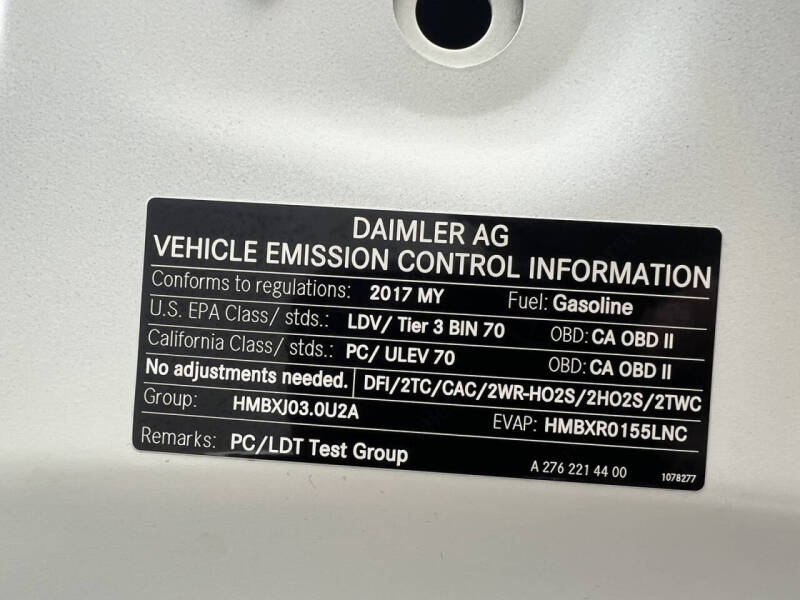 DAIMLER AG
VEHICLE EMISSION CONTROL INFORMATION
Conforms to regulations: 2017 MY Fuel: Gasoline
U.S. EPA Class/ stds.: LDV/ Tier 3 BIN 70 OBD: CA OBD II
California Class/ stds.: PC/ ULEV 70 OBD: CA OBD II
No adjustments needed. DFI/2TC/CAC/2WR-HO2S/2HO2S/2TWC
Group: HMBXJ03.0U2A EVAP: HMBXR0155LNC
Remarks: PC/LDT Test Group A 276 221 44 00 1078277